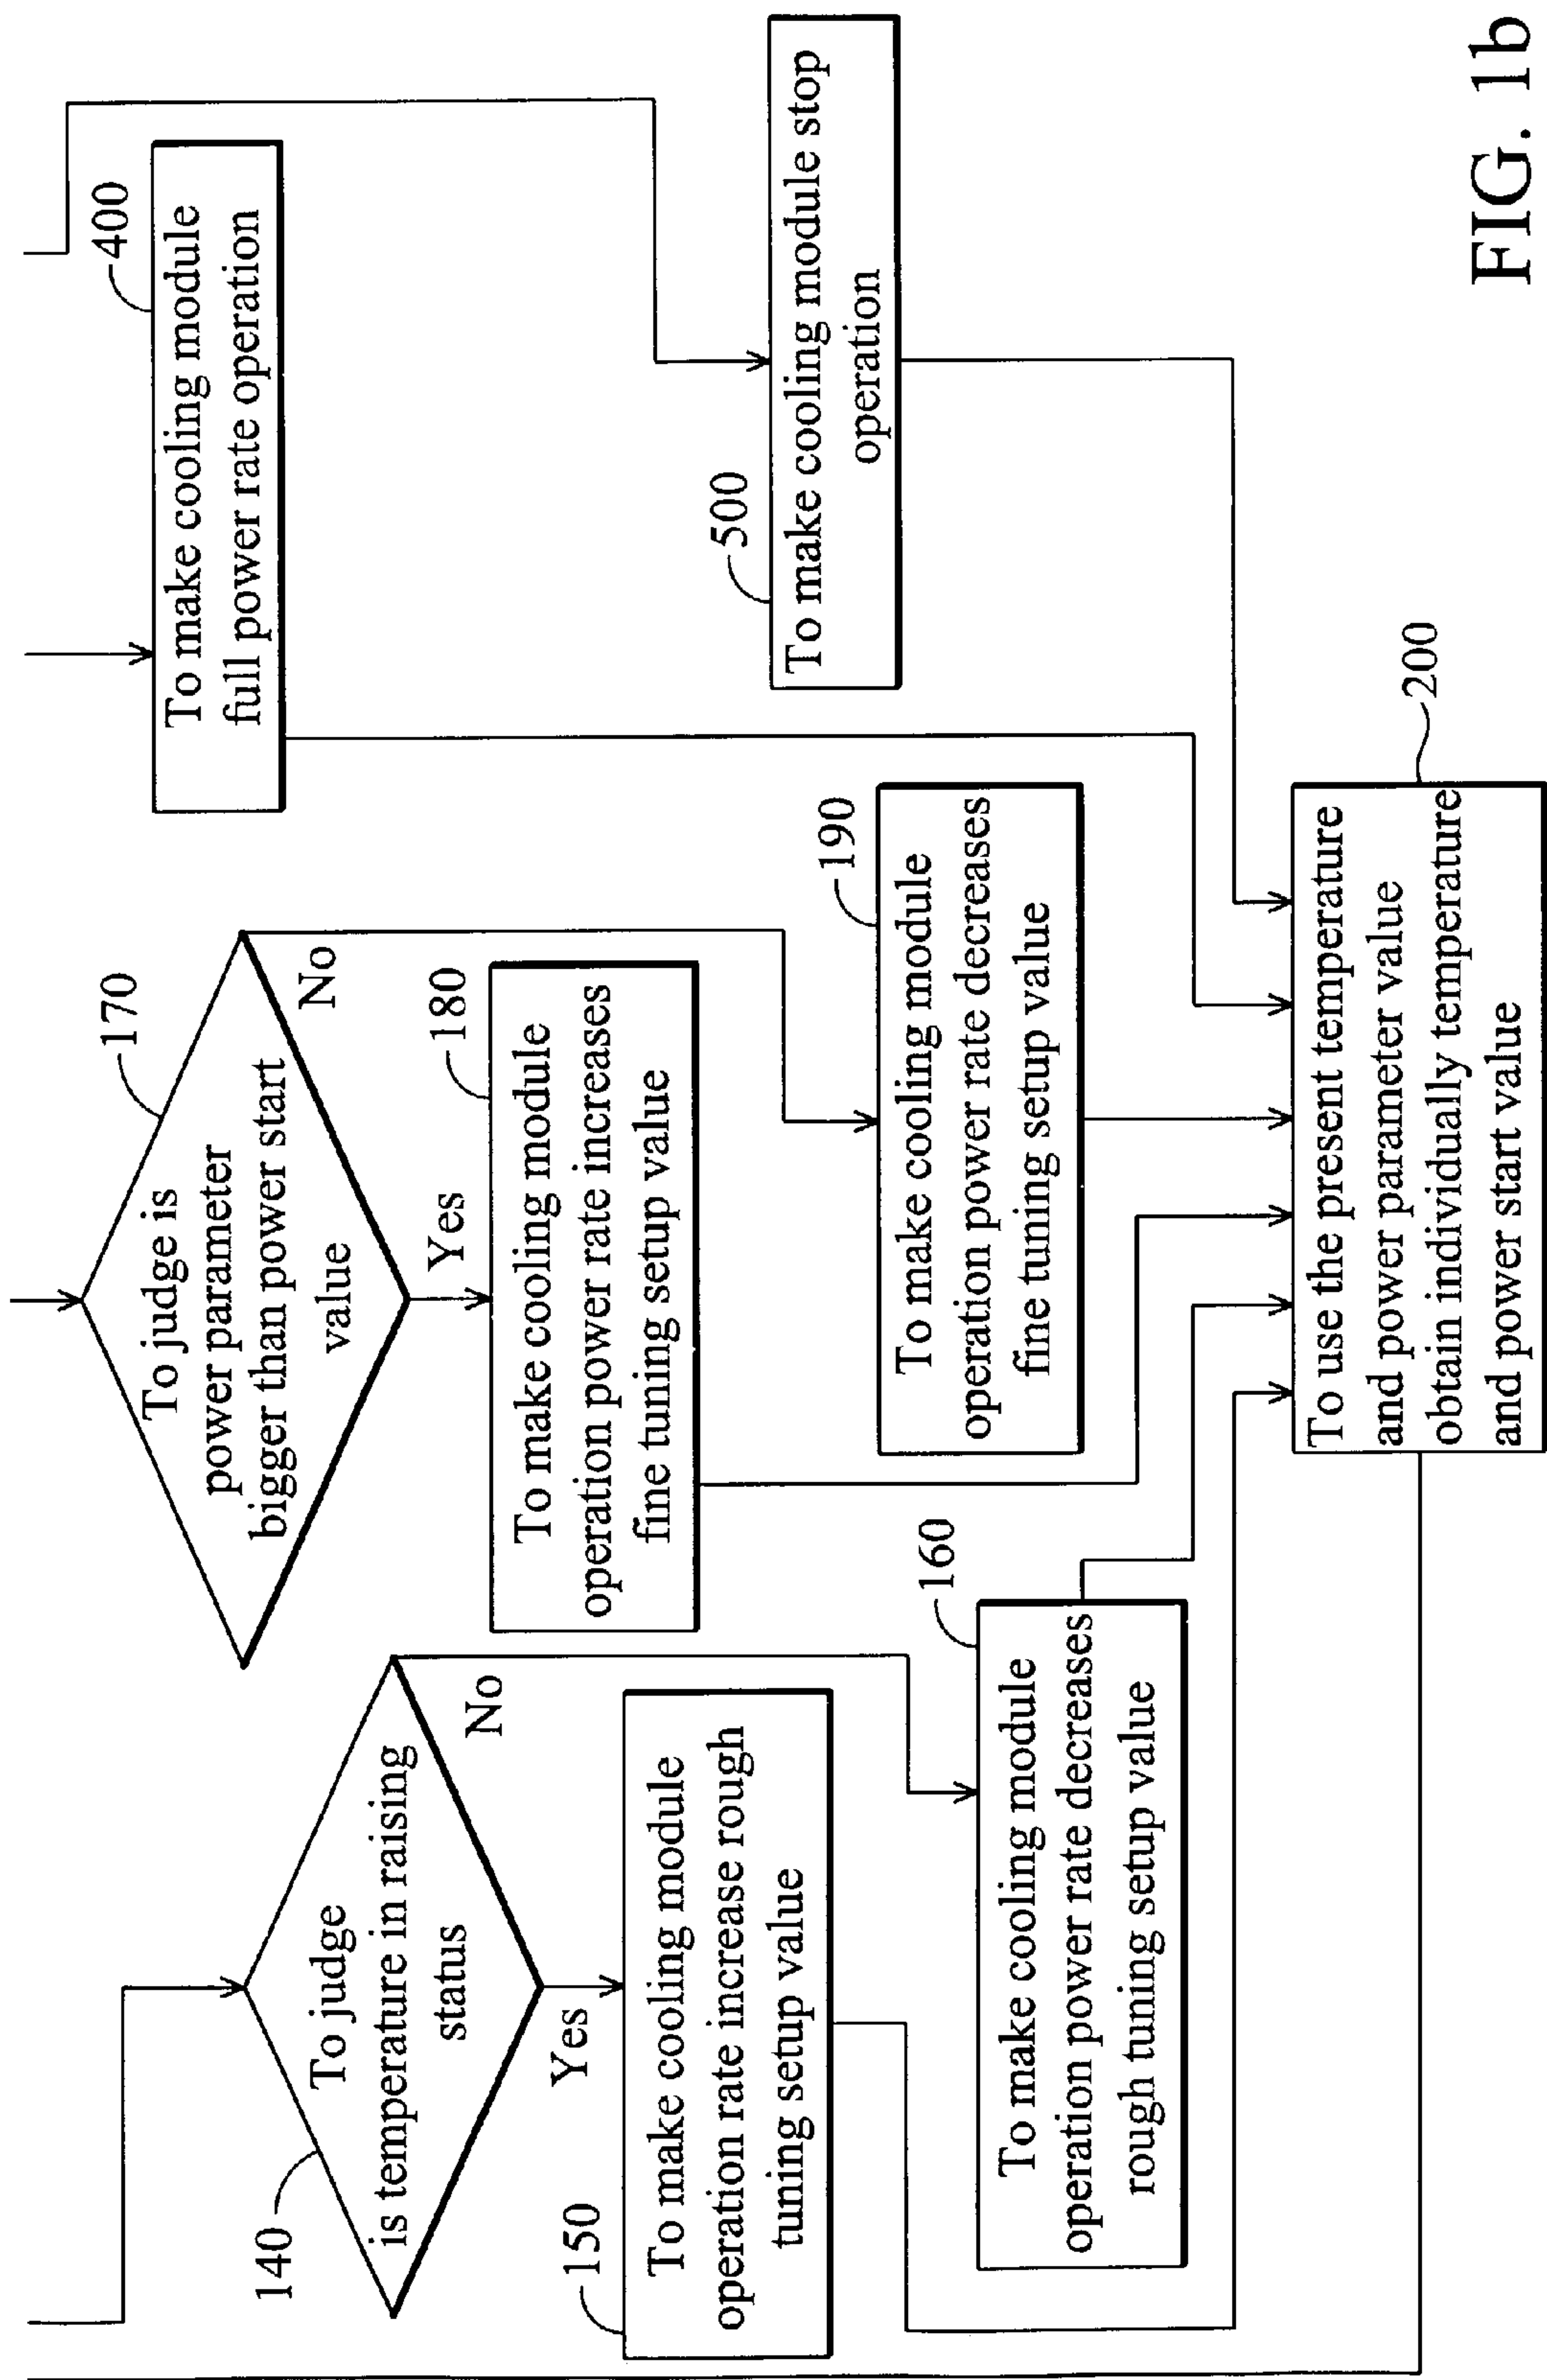 140
To judge
is temperature in raising
status
Yes
No
150
To make cooling module
operation rate increase rough
tuning setup value
160
To make cooling module
operation power rate decreases
rough tuning setup value
170
To judge is
power parameter
bigger than power start
value
Yes
No
180
To make cooling module
operation power rate increases
fine tuning setup value
190
To make cooling module
operation power rate decreases
fine tuning setup value
400
To make cooling module
full power rate operation
500
To make cooling module stop
operation
200
To use the present temperature
and power parameter value
obtain individually temperature
and power start value
FIG. 1b